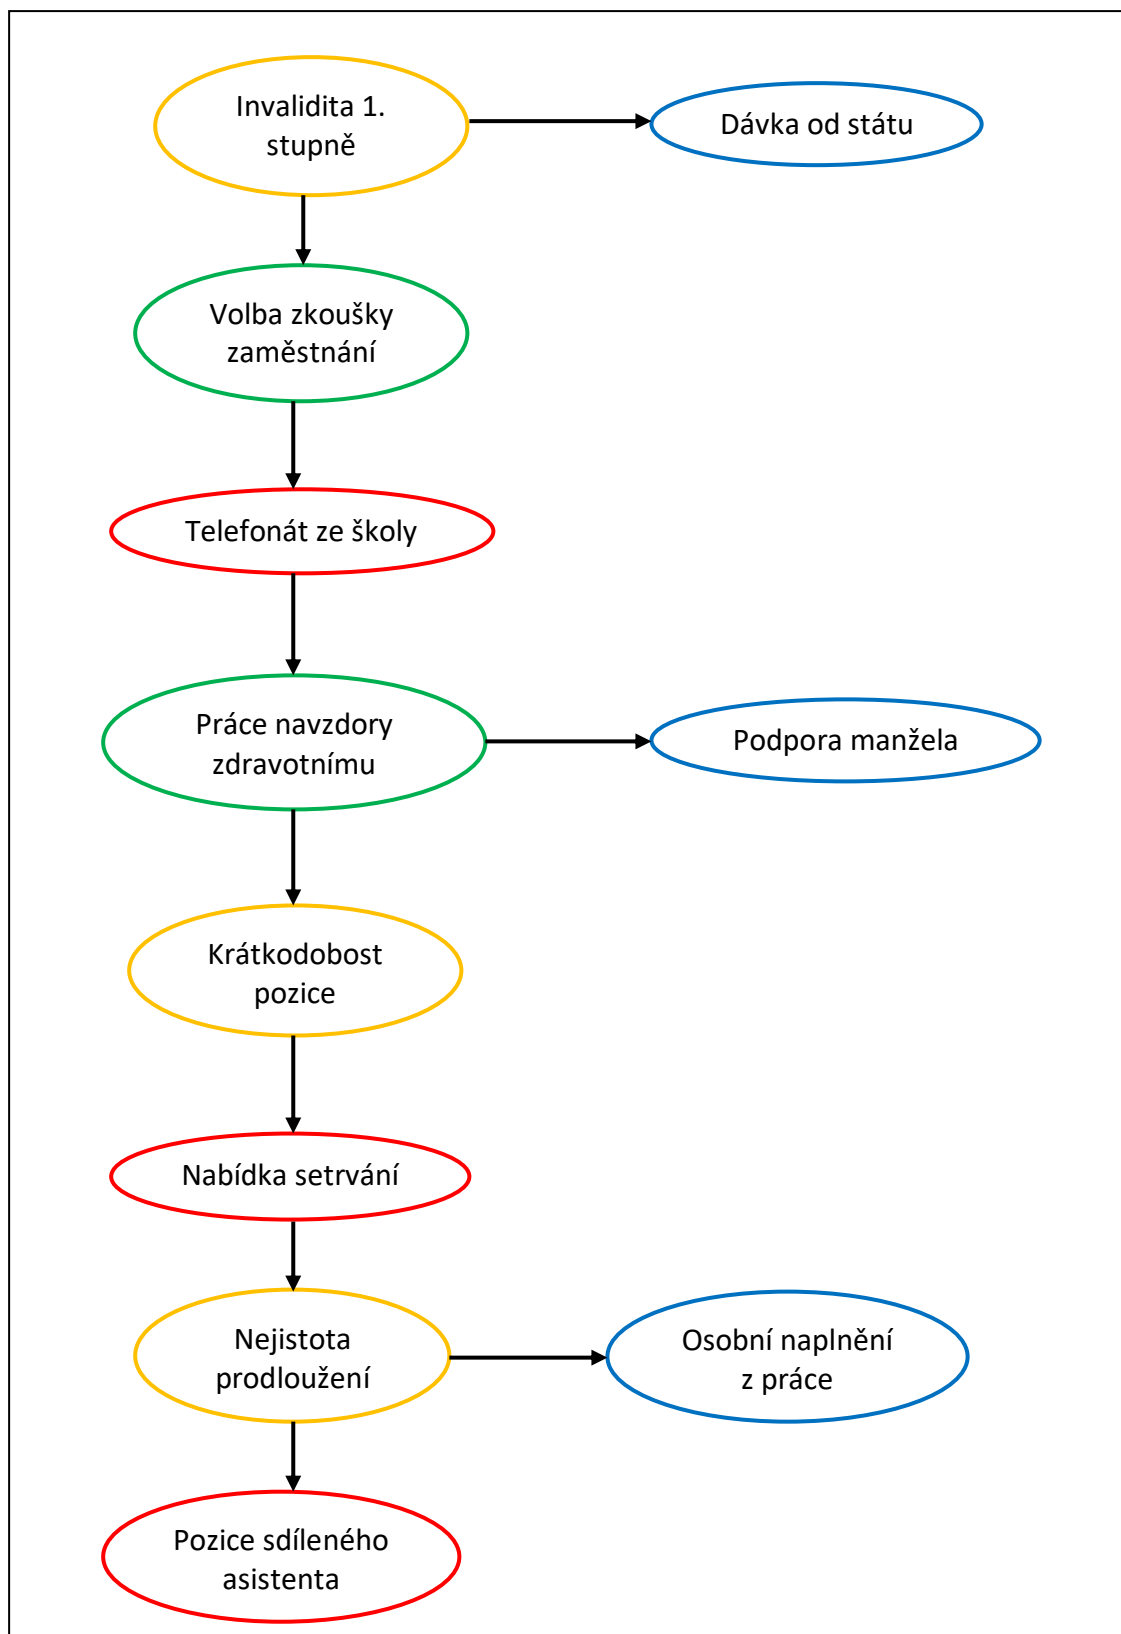 Invalidita 1.
stupně
Dávka od státu
Volba zkoušky
zaměstnání
Telefonát ze školy
Práce navzdory
zdravotnímu
Podpora manžela
Krátkodobost
pozice
Nabídka setrvání
Nejistota
prodloužení
Osobní naplnění
z práce
Pozice sdíleného
asistenta